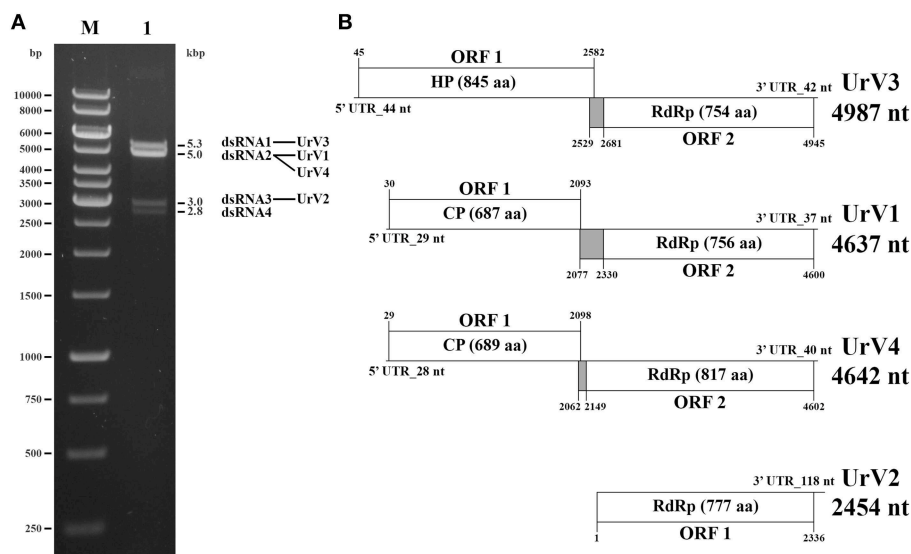 A
M 1
bp kbp
10000
8000
6000
5000
4000
3500
3000
2500
2000
1500
1000
750
500
250
5.3 dsRNA1 UrV3
5.0 dsRNA2 UrV1
UrV4
3.0 dsRNA3 UrV2
2.8 dsRNA4
B
45 ORF 1 2582
HP (845 aa)
5’ UTR_44 nt
3’ UTR_42 nt
UrV3
4987 nt
RdRp (754 aa)
2529 2681 ORF 2 4945
30 ORF 1 2093
CP (687 aa)
5’ UTR_29 nt
3’ UTR_37 nt
UrV1
4637 nt
RdRp (756 aa)
2077 2330 ORF 2 4600
29 ORF 1 2098
CP (689 aa)
5’ UTR_28 nt
3’ UTR_40 nt
UrV4
4642 nt
RdRp (817 aa)
2062 2149 ORF 2 4602
3’ UTR_118 nt
UrV2
2454 nt
RdRp (777 aa)
1 ORF 1 2336